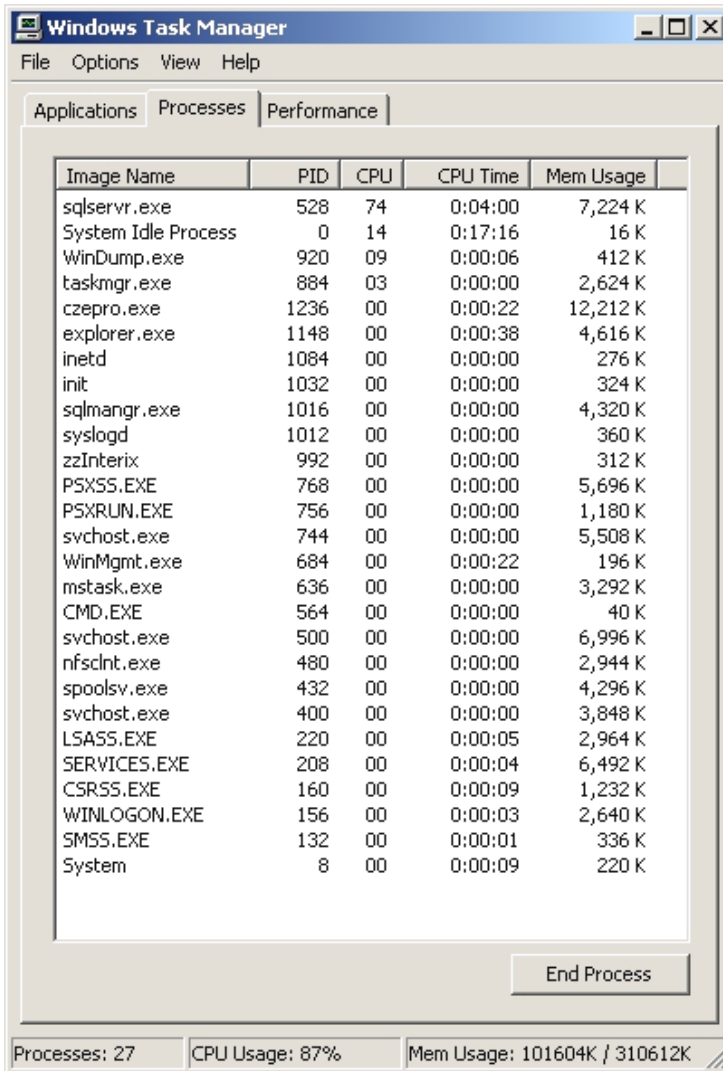 Windows Task Manager
File Options View Help
Applications Processes Performance
Image Name PID CPU CPU Time Mem Usage
sqlservr.exe 528 74 0:04:00 7,224 K
System Idle Process 0 14 0:17:16 16 K
WinDump.exe 920 09 0:00:06 412 K
taskmgr.exe 884 03 0:00:00 2,624 K
czepro.exe 1236 00 0:00:22 12,212 K
explorer.exe 1148 00 0:00:38 4,616 K
inetd 1084 00 0:00:00 276 K
init 1032 00 0:00:00 324 K
sqlmangr.exe 1016 00 0:00:00 4,320 K
syslogd 1012 00 0:00:00 360 K
zzInterix 992 00 0:00:00 312 K
PSXSS.EXE 768 00 0:00:00 5,696 K
PSXRUN.EXE 756 00 0:00:00 1,180 K
svchost.exe 744 00 0:00:00 5,508 K
WinMgmt.exe 684 00 0:00:22 196 K
mstask.exe 636 00 0:00:00 3,292 K
CMD.EXE 564 00 0:00:00 40 K
svchost.exe 500 00 0:00:00 6,996 K
nfsclnt.exe 480 00 0:00:00 2,944 K
spoolsv.exe 432 00 0:00:00 4,296 K
svchost.exe 400 00 0:00:00 3,848 K
LSASS.EXE 220 00 0:00:05 2,964 K
SERVICES.EXE 208 00 0:00:04 6,492 K
CSRSS.EXE 160 00 0:00:09 1,232 K
WINLOGON.EXE 156 00 0:00:03 2,640 K
SMSS.EXE 132 00 0:00:01 336 K
System 8 00 0:00:09 220 K
End Process
Processes: 27 CPU Usage: 87% Mem Usage: 101604K / 310612K